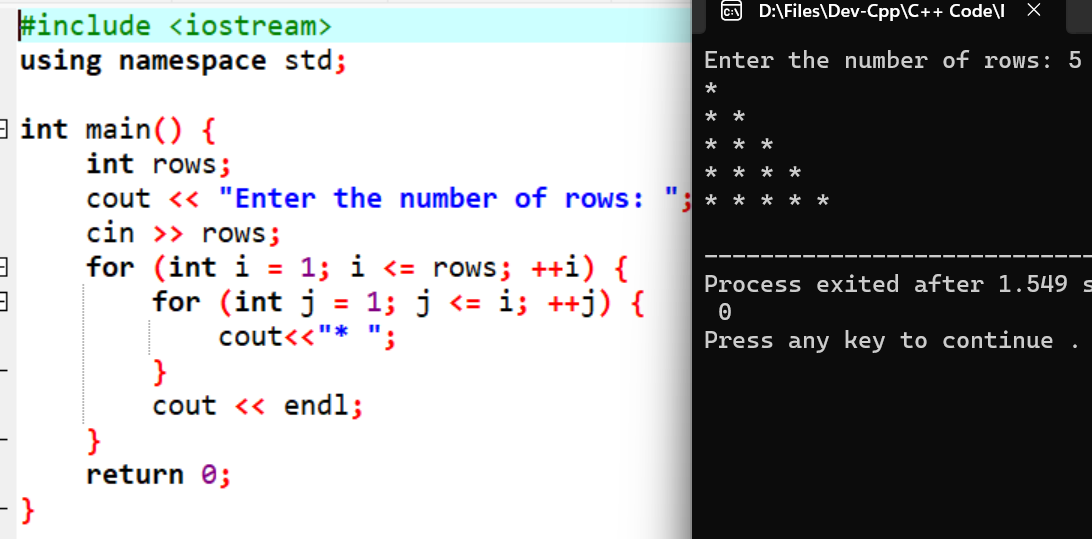 #include <iostream>
using namespace std;
int main() {
int rows;
cout << "Enter the number of rows: ";
cin >> rows;
for (int i = 1; i <= rows; ++i) {
for (int j = 1; j <= i; ++j) {
cout<<"* ";
}
cout << endl;
}
return 0;
}
D:\Files\Dev-Cpp\C++ Code\
Enter the number of rows: 5
*
* *
* * *
* * * *
* * * * *
---------------------------
Process exited after 1.549 s
0
Press any key to continue .